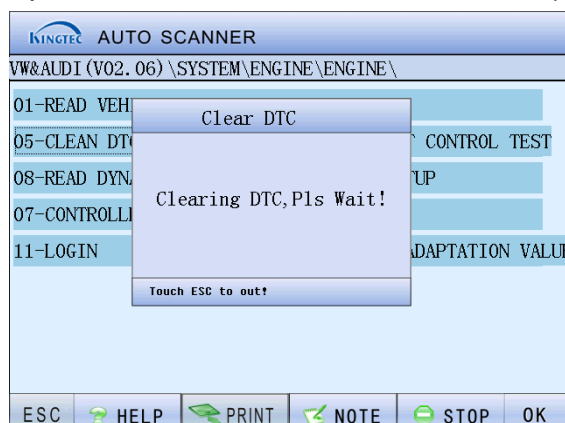 KINGTEC AUTO SCANNER
VW&AUDI(V02.06)\SYSTEM\ENGINE\ENGINE\
01-READ VEH
Clear DTC
05-CLEAN DT
CONTROL TEST
08-READ DYN
Clearing DTC,Pls Wait!
UP
07-CONTROLL
11-LOGIN
ADAPTATION VALU
Touch ESC to out!
ESC HELP PRINT NOTE STOP OK